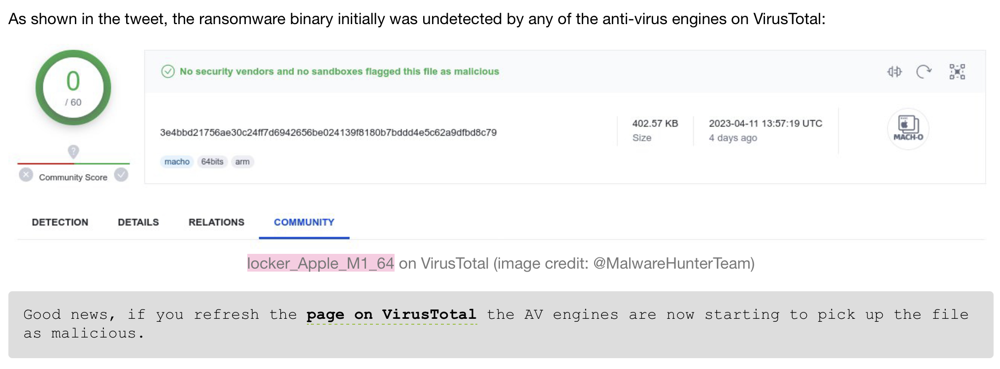 As shown in the tweet, the ransomware binary initially was undetected by any of the anti-virus engines on VirusTotal:
0
/ 60
No security vendors and no sandboxes flagged this file as malicious
3e4bbd21756ae30c24ff7d6942656be024139f8180b7bddd4e5c62a9dfbd8c79
402.57 KB
Size
2023-04-11 13:57:19 UTC
4 days ago
MACH-O
macho 64bits arm
?
Community Score
DETECTION DETAILS RELATIONS COMMUNITY
locker_Apple_M1_64 on VirusTotal (image credit: @MalwareHunterTeam)
Good news, if you refresh the page on VirusTotal the AV engines are now starting to pick up the file
as malicious.